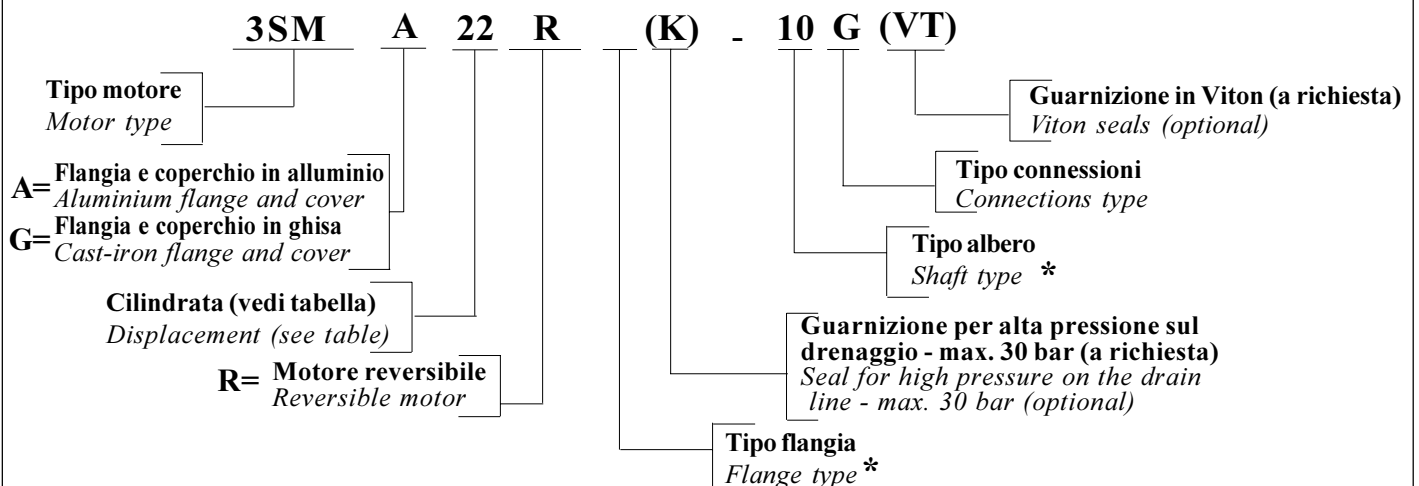 3SM A 22 R (K) - 10 G (VT)
Tipo motore
Motor type
Guarnizione in Viton (a richiesta)
Viton seals (optional)
A= Flangia e coperchio in alluminio
Aluminium flange and cover
G= Flangia e coperchio in ghisa
Cast-iron flange and cover
Tipo connessioni
Connections type
Tipo albero
Shaft type *
Cilindrata (vedi tabella)
Displacement (see table)
Guarnizione per alta pressione sul
drenaggio - max. 30 bar (a richiesta)
Seal for high pressure on the drain
line - max. 30 bar (optional)
R= Motore reversibile
Reversible motor
Tipo flangia
Flange type *